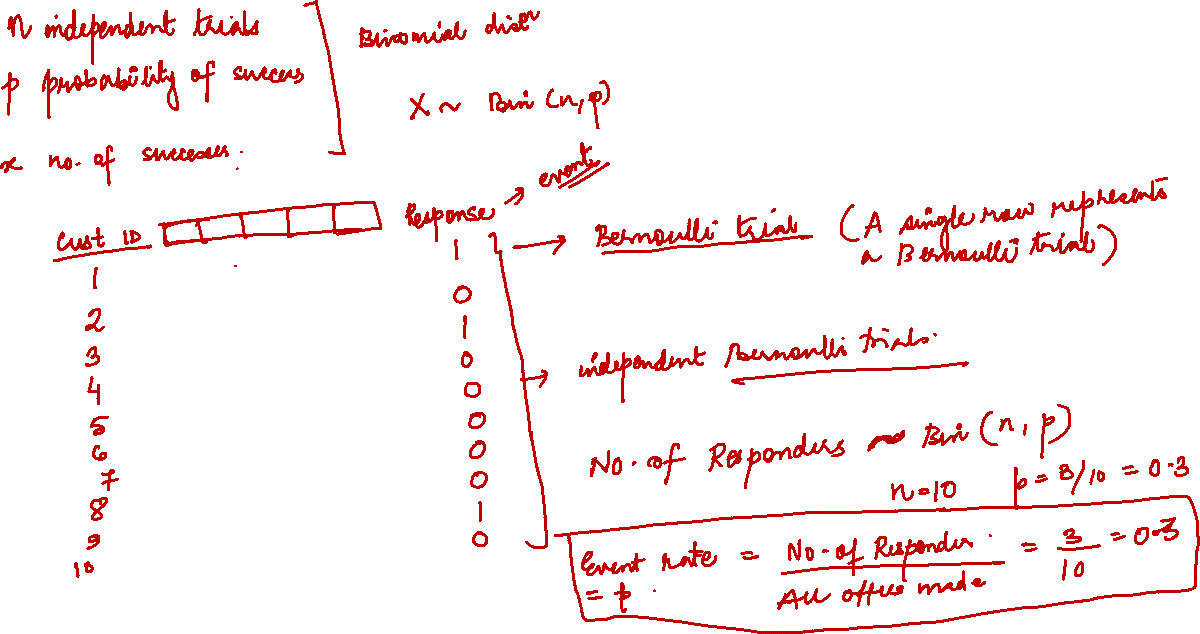 n independent trials
p probability of success
x no. of successes.
Binomial distn
X ~ Bin (n, p)
Cust ID
Response → event
1 1
2 0
3 1
4 0
5 0
6 0
7 0
8 0
9 1
10 0
→ Bernoulli trial (A single row represents
a Bernoulli trial)
→ independent Bernoulli trials.
No. of Responders ~ Bin (n, p)
n=10 p = 3/10 = 0.3
Event rate = No. of Responder / All offers made = 3/10 = 0.3
= p.